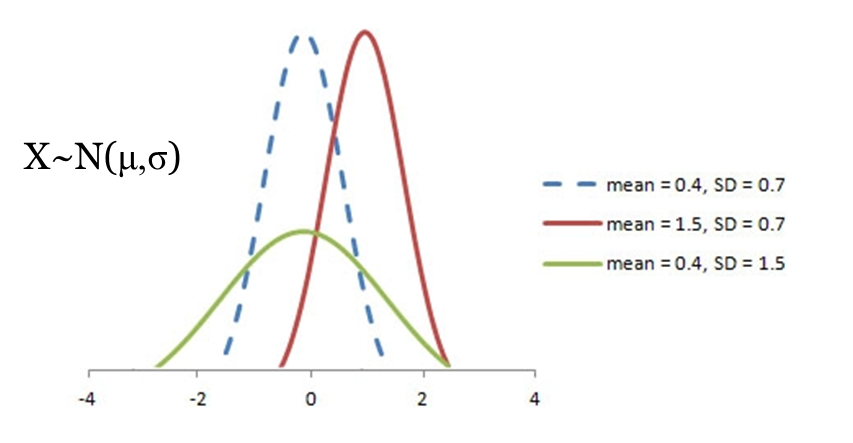 X~N(μ,σ)
mean = 0.4, SD = 0.7
mean = 1.5, SD = 0.7
mean = 0.4, SD = 1.5
-4 -2 0 2 4